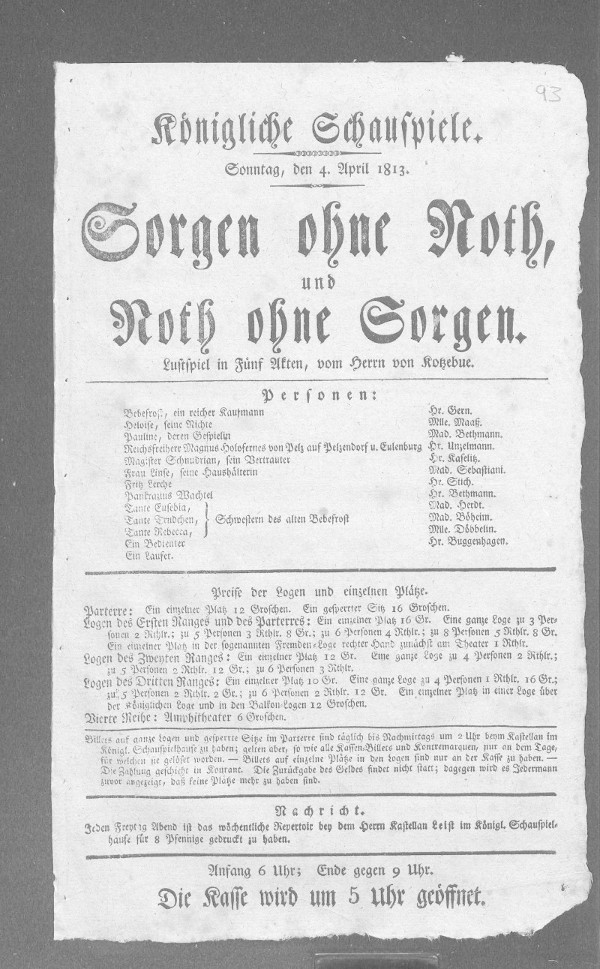 93
Königliche Schauspiele.
Sonntag, den 4. April 1813.
Sorgen ohne Noth,
und
Noth ohne Sorgen.
Lustspiel in Fünf Akten, vom Herrn von Kotzebue.
Personen:
Bebefrost, ein reicher Kaufmann Hr. Gern.
Heloise, seine Nichte Mlle. Maaß.
Pauline, deren Gespielin Mad. Bethmann.
Reichsfreiherr Magnus Holofernes von Pelz auf Pelzendorf u. Eulenburg Hr. Unzelmann.
Magister Schnudrian, sein Vertrauter Hr. Kaselitz.
Frau Linse, seine Haushälterin Mad. Sebastiani.
Fritz Lerche Hr. Stich.
Pankrazius Wachtel Hr. Bethmann.
Tante Eusebia, Mad. Herdt.
Tante Trudchen, Schwestern des alten Bebefrost Mad. Böheim.
Tante Rebecca, Mlle. Döbbelin.
Ein Bedienter Hr. Buggenhagen.
Ein Laufer.
Preise der Logen und einzelnen Plätze.
Parterre: Ein einzelner Platz 12 Groschen. Ein gesperrter Sitz 16 Groschen.
Logen des Ersten Ranges und des Parterres: Ein einzelner Platz 16 Gr. Eine ganze Loge zu 3 Per-
sonen 2 Rthlr.; zu 5 Personen 3 Rthlr. 8 Gr.; zu 6 Personen 4 Rthlr.; zu 8 Personen 5 Rthlr. 8 Gr.
Ein einzelner Platz in der sogenannten Fremden-Loge rechter Hand zunächst am Theater 1 Rthlr.
Logen des Zweyten Ranges: Ein einzelner Platz 12 Gr. Eine ganze Loge zu 4 Personen 2 Rthlr.;
zu 5 Personen 2 Rthlr. 12 Gr.; zu 6 Personen 3 Rthlr.
Logen des Dritten Ranges: Ein einzelner Platz 10 Gr. Eine ganze Loge zu 4 Personen 1 Rthlr. 16 Gr.;
zu 5 Personen 2 Rthlr. 2 Gr.; zu 6 Personen 2 Rthlr. 12 Gr. Ein einzelner Platz in einer Loge über
der Königlichen Loge und in den Balkon-Logen 12 Groschen.
Vierte Reihe: Amphitheater 6 Groschen.
Billets auf ganze Logen und gesperrte Sitze im Parterre sind täglich bis Nachmittags um 2 Uhr beym Kastellan im
Königl. Schauspielhause zu haben; gelten aber, so wie alle Kassen-Billets und Kontremarquen, nur an dem Tage,
für welchen sie gelöset worden. — Billets auf einzelne Plätze in den Logen sind nur an der Kasse zu haben. —
Die Zahlung geschieht in Kourant. Die Zurückgabe des Geldes findet nicht statt; dagegen wird es Jedermann
zuvor angezeigt, daß keine Plätze mehr zu haben sind.
Nachricht.
Jeden Freytag Abend ist das wöchentliche Repertoir bey dem Herrn Kastellan Leist im Königl. Schauspiel-
hause für 8 Pfennige gedruckt zu haben.
Anfang 6 Uhr; Ende gegen 9 Uhr.
Die Kasse wird um 5 Uhr geöffnet.